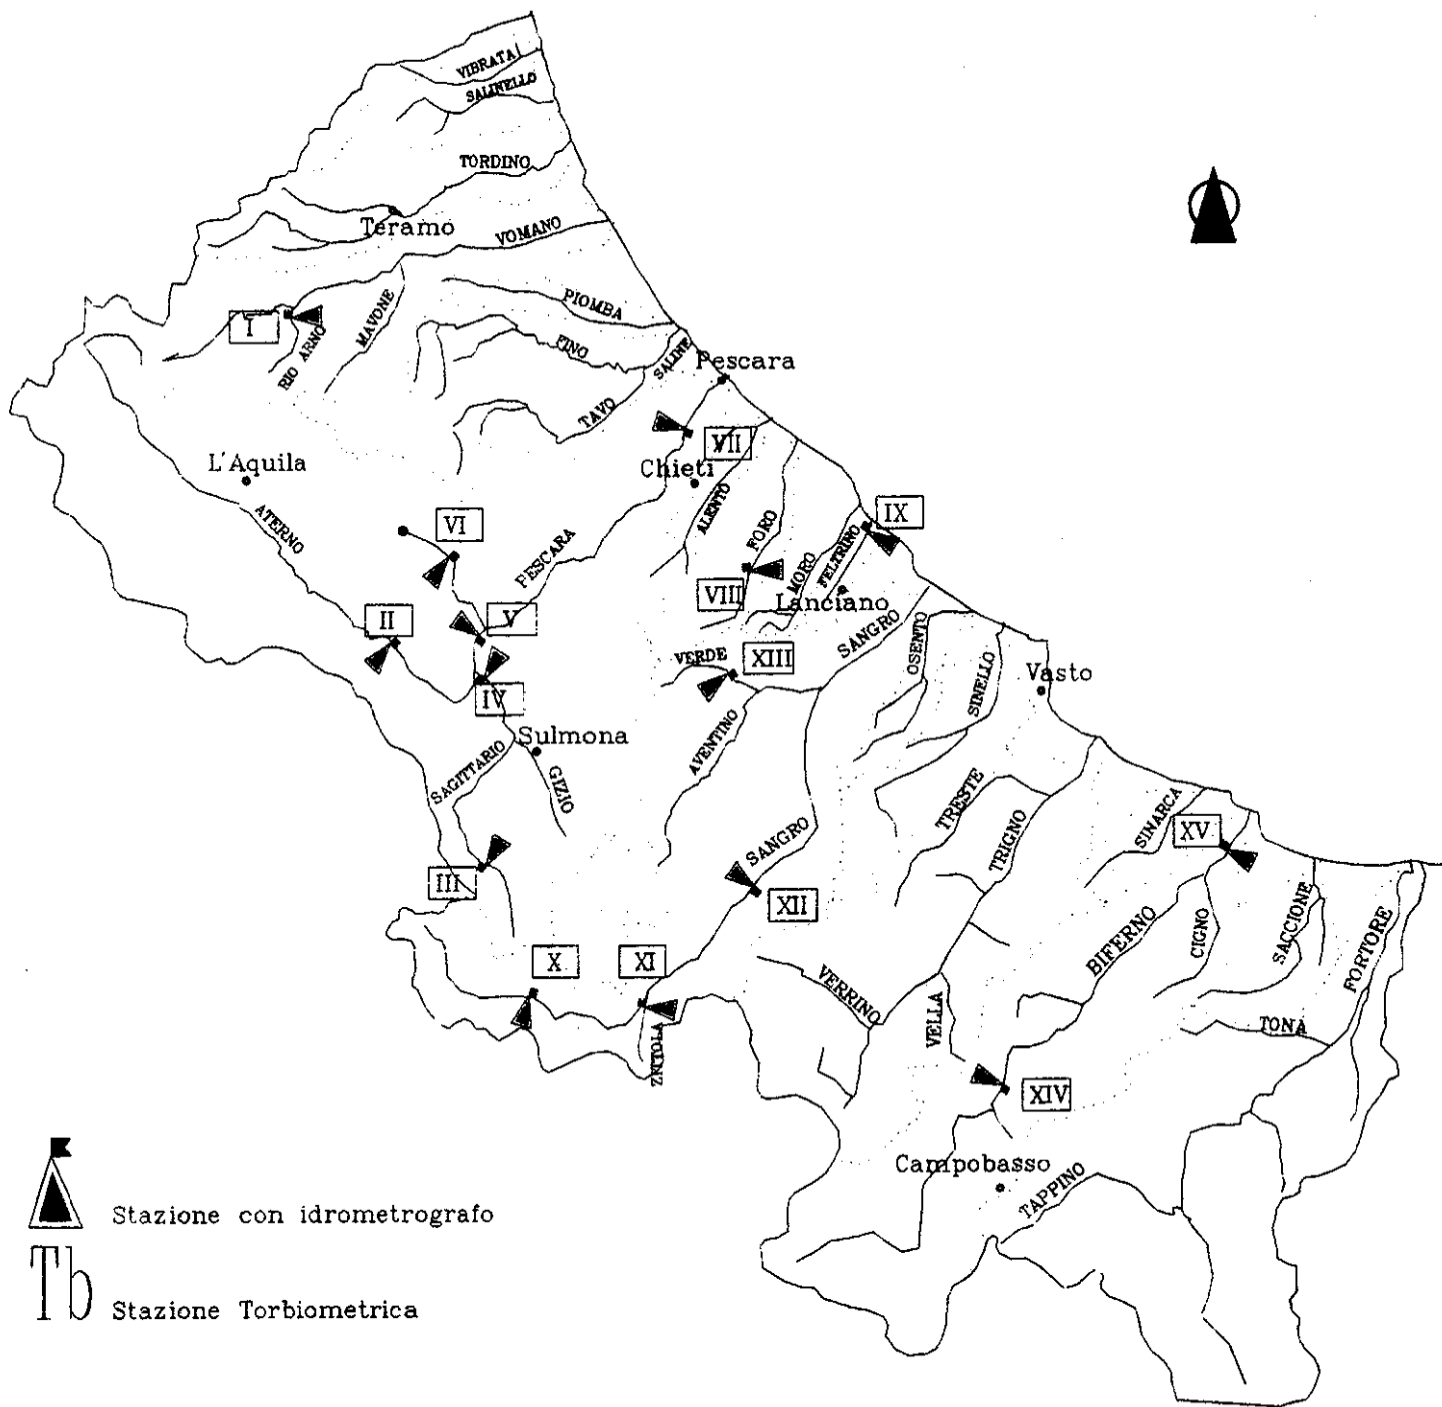 VIBRATA
SALINELLO
TORDINO
Teramo
VOMANO
PIOMBA
MAVONE
I
RIO ARNO
FINO
SALINE
Pescara
TAVO
VII
L'Aquila
Chieti
ALENTO
ATERNO
VI
PESCARA
FORO
IX
FELTRINO
MORO
VIII
Lanciano
II
V
SANGRO
OSENTO
VERDE
XIII
SINELLO
Vasto
IV
Sulmona
SAGITTARIO
GIZIO
AVENTINO
TRESTE
SINARCA
XV
TRIGNO
SANGRO
III
XII
BIFERNO
CIGNO
SACCIONE
FORTORE
X
XI
VERRINO
VELLA
TONA
ZNITOLA
XIV
Campobasso
TAPPINO
Stazione con idrometrografo
Tb Stazione Torbiometrica